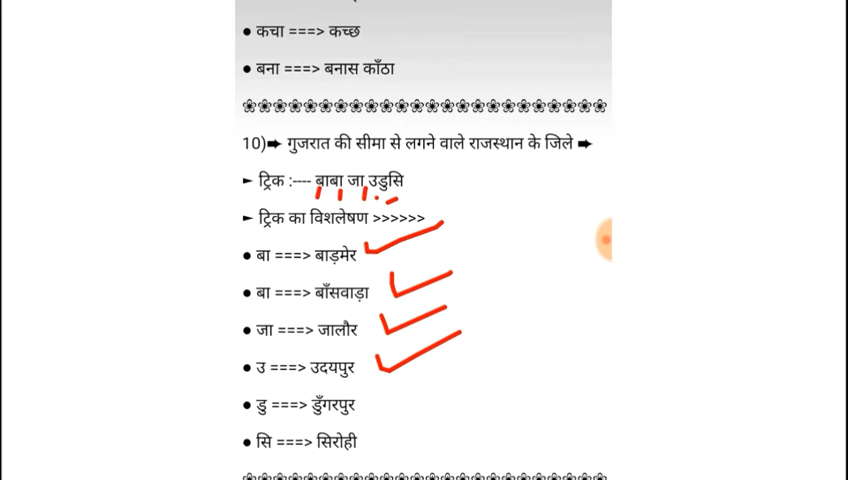 ● कचा ===> कच्छ
● बना ===> बनास काँठा
❀❀❀❀❀❀❀❀❀❀❀❀❀❀❀❀❀❀❀❀❀❀❀❀
10)➨ गुजरात की सीमा से लगने वाले राजस्थान के जिले ➨
➢ ट्रिक :---- बाबा जा उडुसि
➢ ट्रिक का विशलेषण >>>>>>
● बा ===> बाड़मेर
● बा ===> बाँसवाड़ा
● जा ===> जालौर
● उ ===> उदयपुर
● डु ===> डुँगरपुर
● सि ===> सिरोही